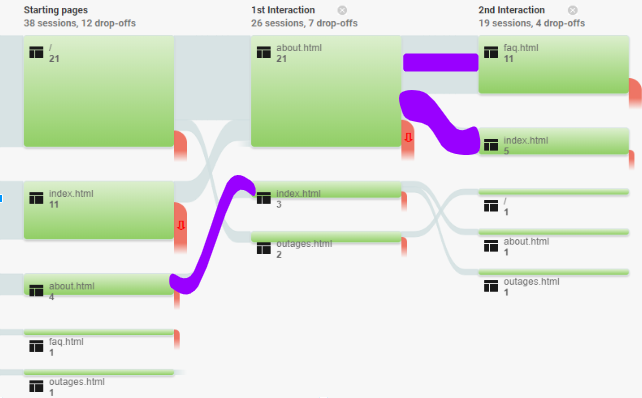 Starting pages
38 sessions, 12 drop-offs
/
21
index.html
11
about.html
4
faq.html
1
outages.html
1
1st Interaction
26 sessions, 7 drop-offs
about.html
21
index.html
3
outages.html
2
2nd Interaction
19 sessions, 4 drop-offs
faq.html
11
index.html
5
/
1
about.html
1
outages.html
1